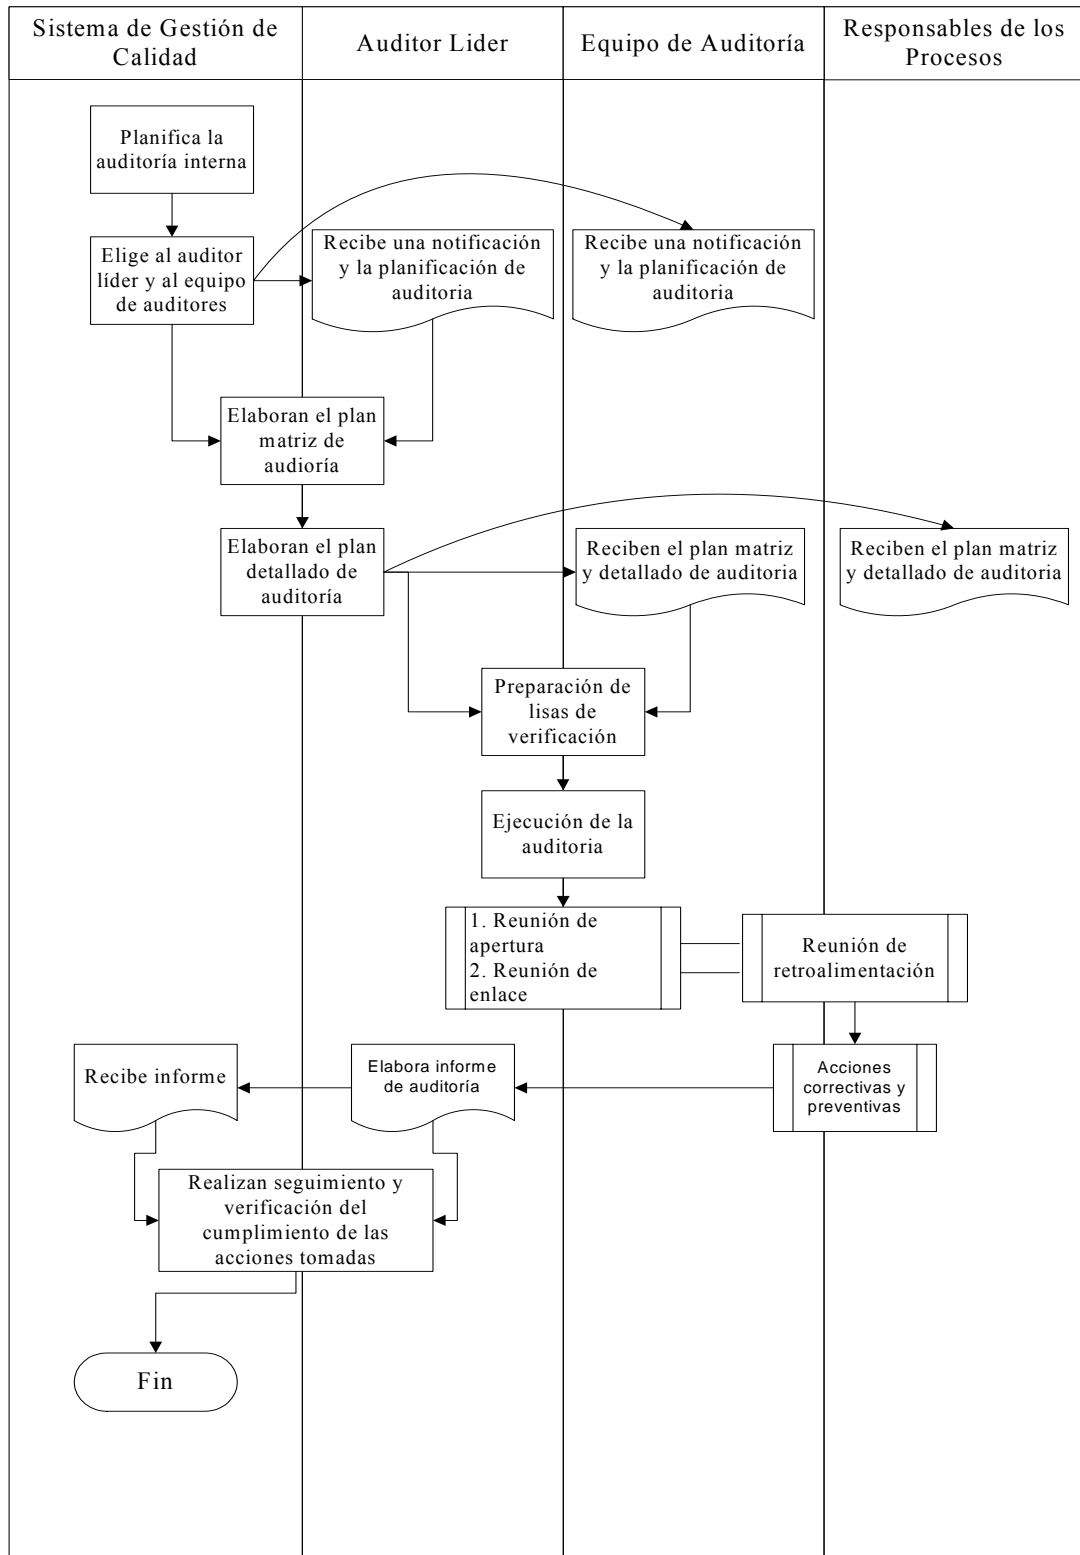 Sistema de Gestión de
Calidad
Auditor Lider
Equipo de Auditoría
Responsables de los
Procesos
Planifica la
auditoría interna
Elige al auditor
líder y al equipo
de auditores
Recibe una notificación
y la planificación de
auditoria
Recibe una notificación
y la planificación de
auditoria
Elaboran el plan
matriz de
audioría
Elaboran el plan
detallado de
auditoría
Reciben el plan matriz
y detallado de auditoria
Reciben el plan matriz
y detallado de auditoria
Preparación de
lisas de
verificación
Ejecución de la
auditoria
1. Reunión de
apertura
2. Reunión de
enlace
Reunión de
retroalimentación
Recibe informe
Elabora informe
de auditoría
Acciones
correctivas y
preventivas
Realizan seguimiento y
verificación del
cumplimiento de las
acciones tomadas
Fin